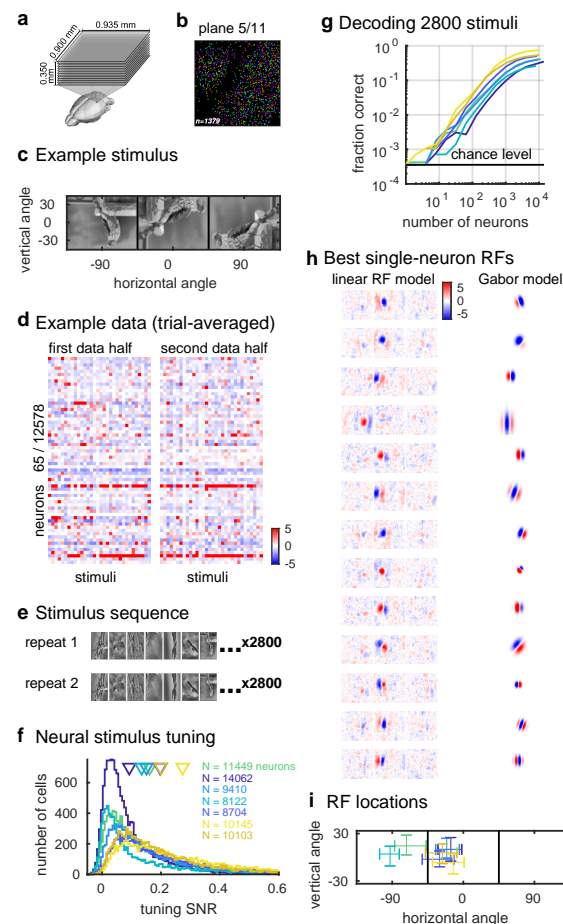 a
0.935 mm
0.900 mm
0.350 mm
b
plane 5/11
n=1379
c Example stimulus
vertical angle
30
0
-30
-90 0 90
horizontal angle
d Example data (trial-averaged)
first data half second data half
neurons 65 / 12578
5
0
-5
stimuli stimuli
e Stimulus sequence
repeat 1 ...x2800
repeat 2 ...x2800
f Neural stimulus tuning
number of cells
600
400
200
0
N = 11449 neurons
N = 14062
N = 9410
N = 8122
N = 8704
N = 10145
N = 10103
0 0.2 0.4 0.6
tuning SNR
g Decoding 2800 stimuli
fraction correct
10^0
10^-1
10^-2
10^-3
10^-4
chance level
10^1 10^2 10^3 10^4
number of neurons
h Best single-neuron RFs
linear RF model Gabor model
5
0
-5
i RF locations
vertical angle
30
-30
-90 0 90
horizontal angle